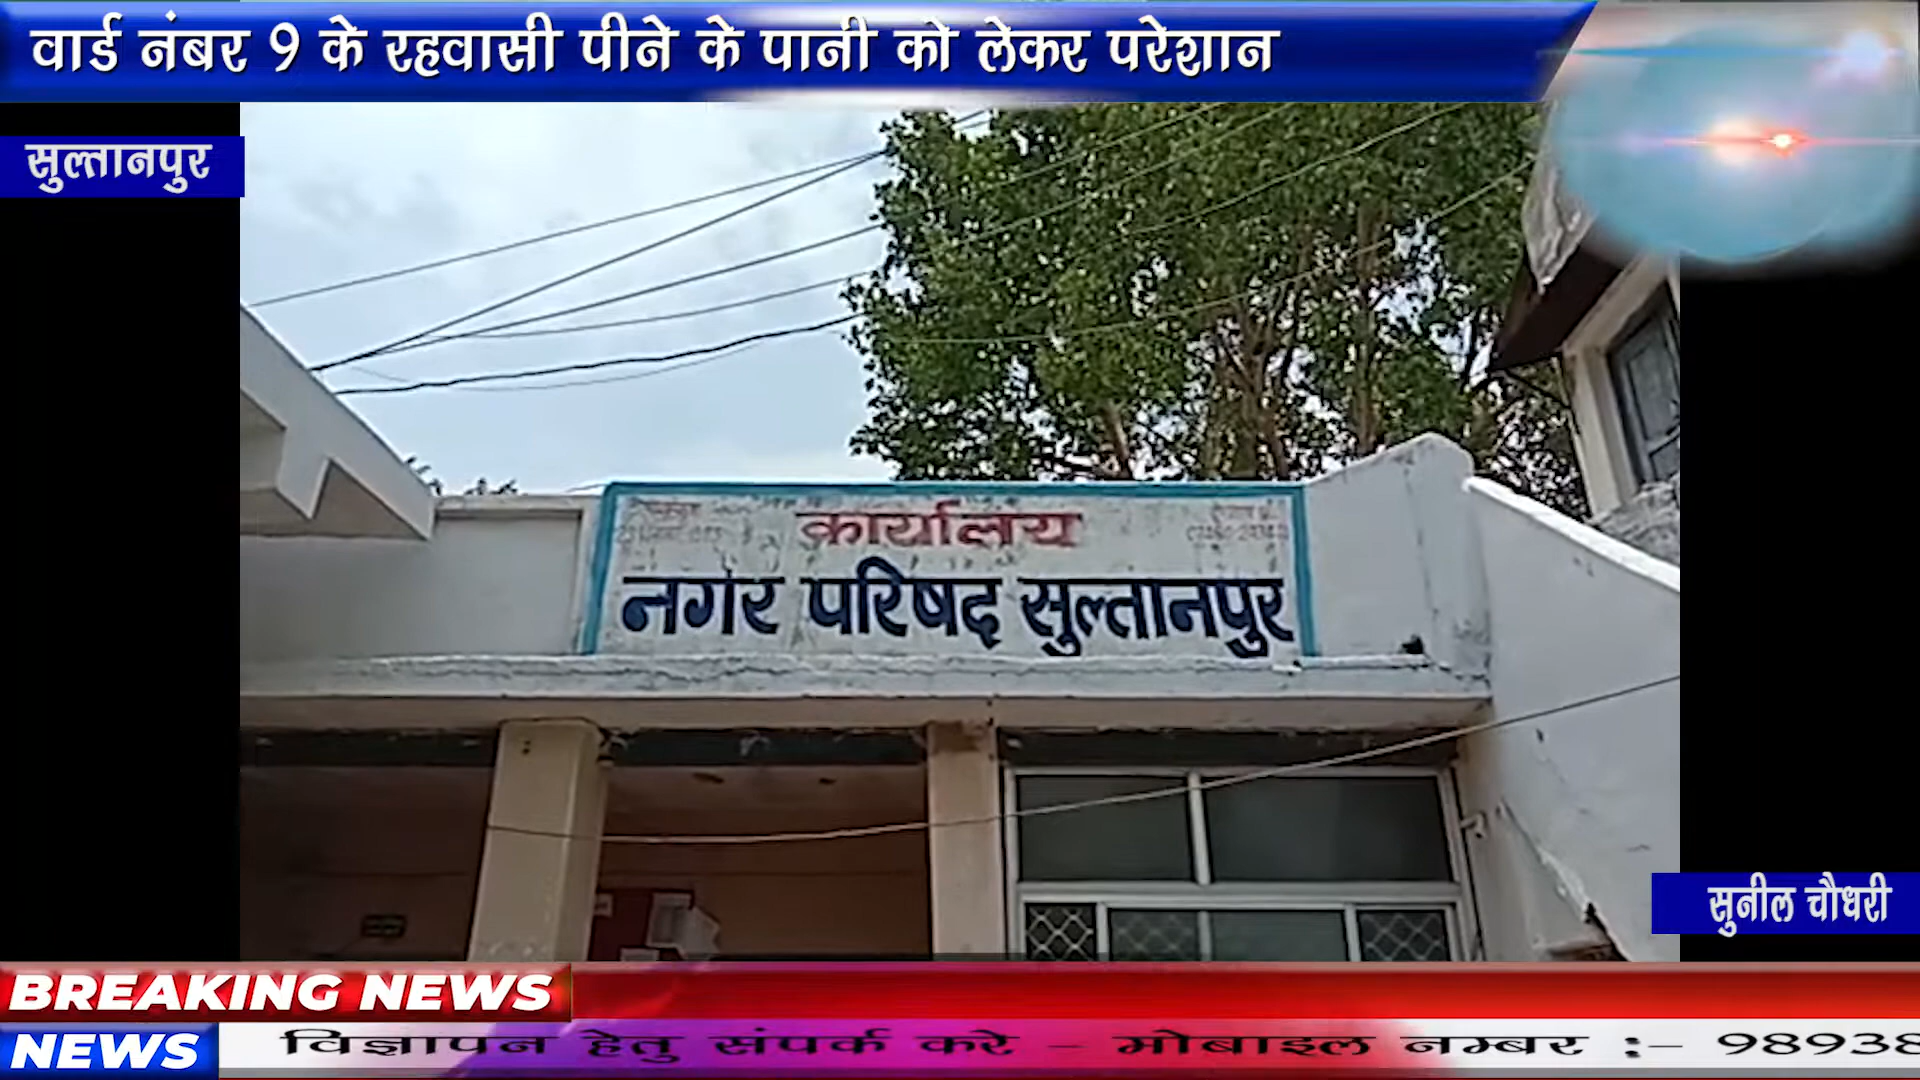 वार्ड नंबर 9 के रहवासी पीने के पानी को लेकर परेशान
सुल्तानपुर
कार्यालय
नगर परिषद सुल्तानपुर
सुनील चौधरी
BREAKING NEWS
NEWS विज्ञापन हेतु संपर्क करे - मोबाइल नम्बर :- 98938